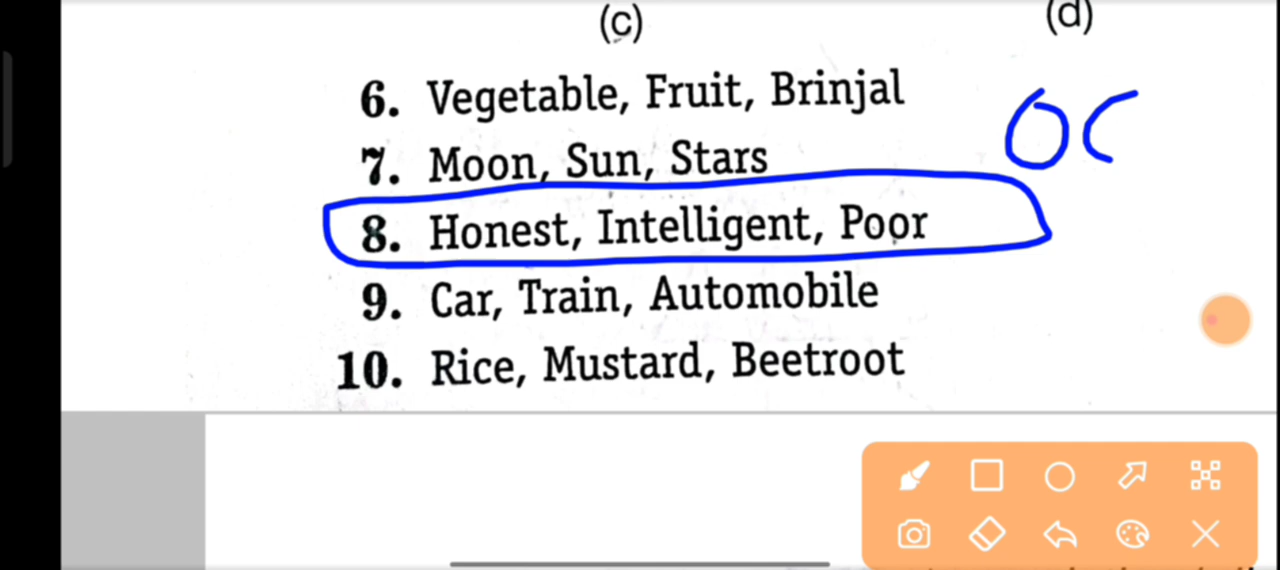 (c) (d)
6. Vegetable, Fruit, Brinjal
7. Moon, Sun, Stars
8. Honest, Intelligent, Poor
9. Car, Train, Automobile
10. Rice, Mustard, Beetroot